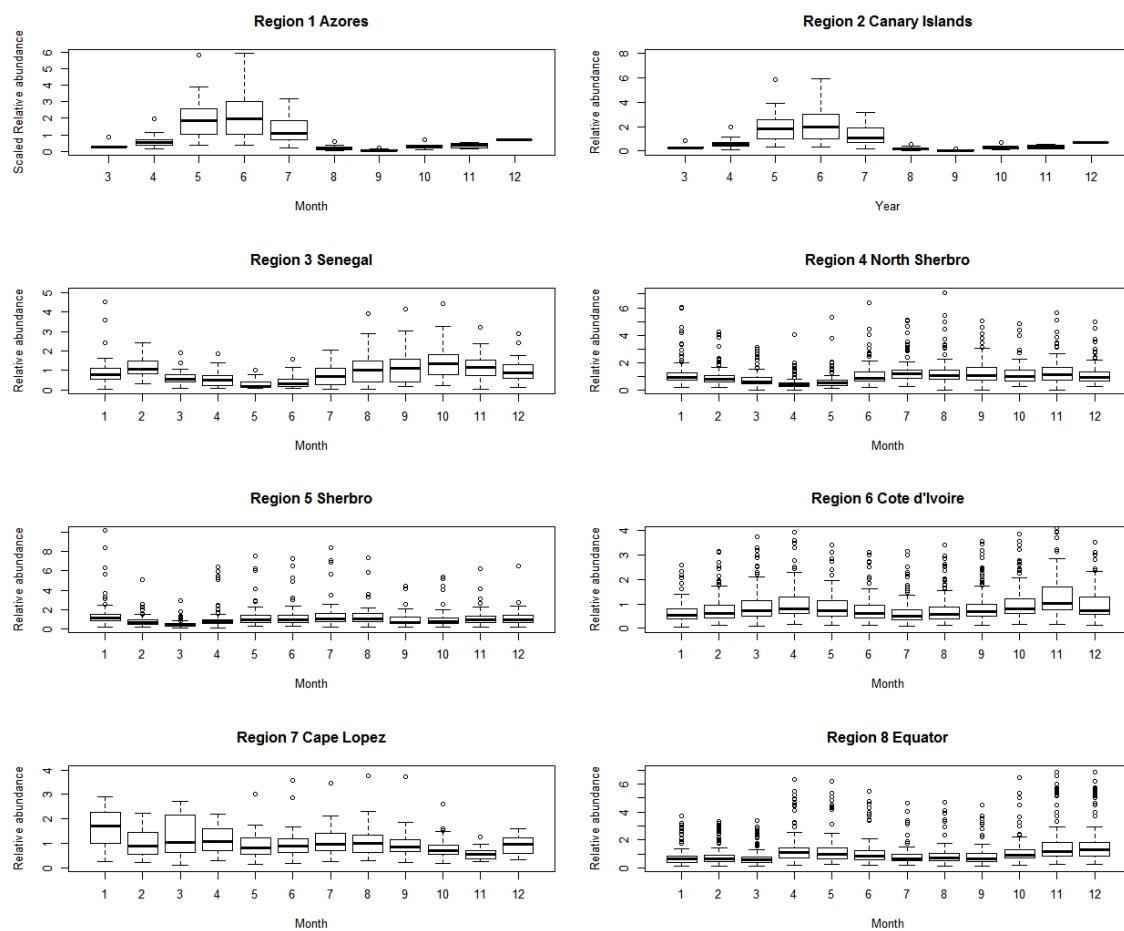 Region 1 Azores
Scaled Relative abundance
0 1 2 3 4 5 6
3 4 5 6 7 8 9 10 11 12
Month
Region 2 Canary Islands
Relative abundance
0 2 4 6 8
3 4 5 6 7 8 9 10 11 12
Year
Region 3 Senegal
Relative abundance
0 1 2 3 4 5
1 2 3 4 5 6 7 8 9 10 11 12
Month
Region 4 North Sherbro
Relative abundance
0 2 4 6
1 2 3 4 5 6 7 8 9 10 11 12
Month
Region 5 Sherbro
Relative abundance
0 2 4 6 8
1 2 3 4 5 6 7 8 9 10 11 12
Month
Region 6 Cote d'Ivoire
Relative abundance
0 1 2 3 4
1 2 3 4 5 6 7 8 9 10 11 12
Month
Region 7 Cape Lopez
Relative abundance
0 1 2 3 4
1 2 3 4 5 6 7 8 9 10 11 12
Month
Region 8 Equator
Relative abundance
0 2 4 6
1 2 3 4 5 6 7 8 9 10 11 12
Month